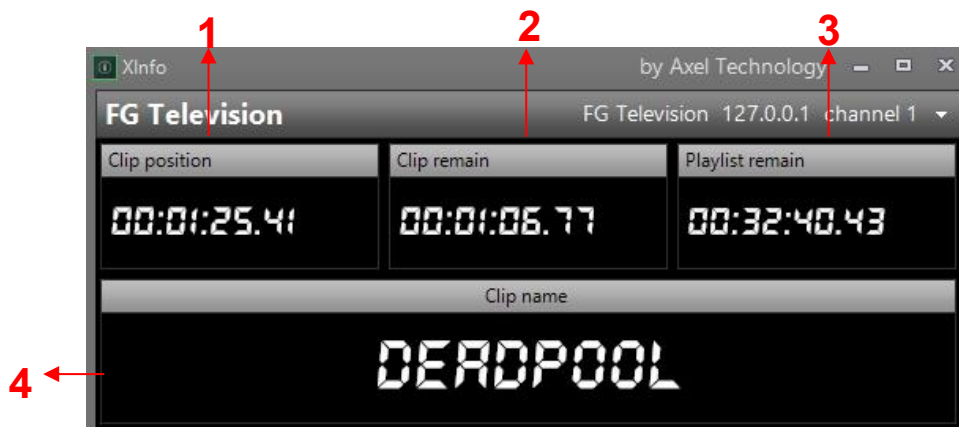 1 2 3
XInfo by Axel Technology
FG Television FG Television 127.0.0.1 channel 1
Clip position Clip remain Playlist remain
00:01:25.41 00:01:06.77 00:32:40.43
Clip name
DEADPOOL
4